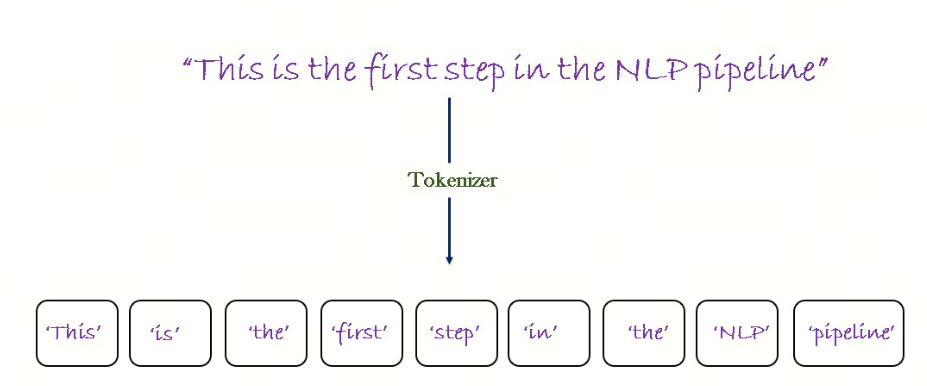 “This is the first step in the NLP pipeline”
Tokenizer
‘This’ ‘is’ ‘the’ ‘first’ ‘step’ ‘in’ ‘the’ ‘NLP’ ‘pipeline’